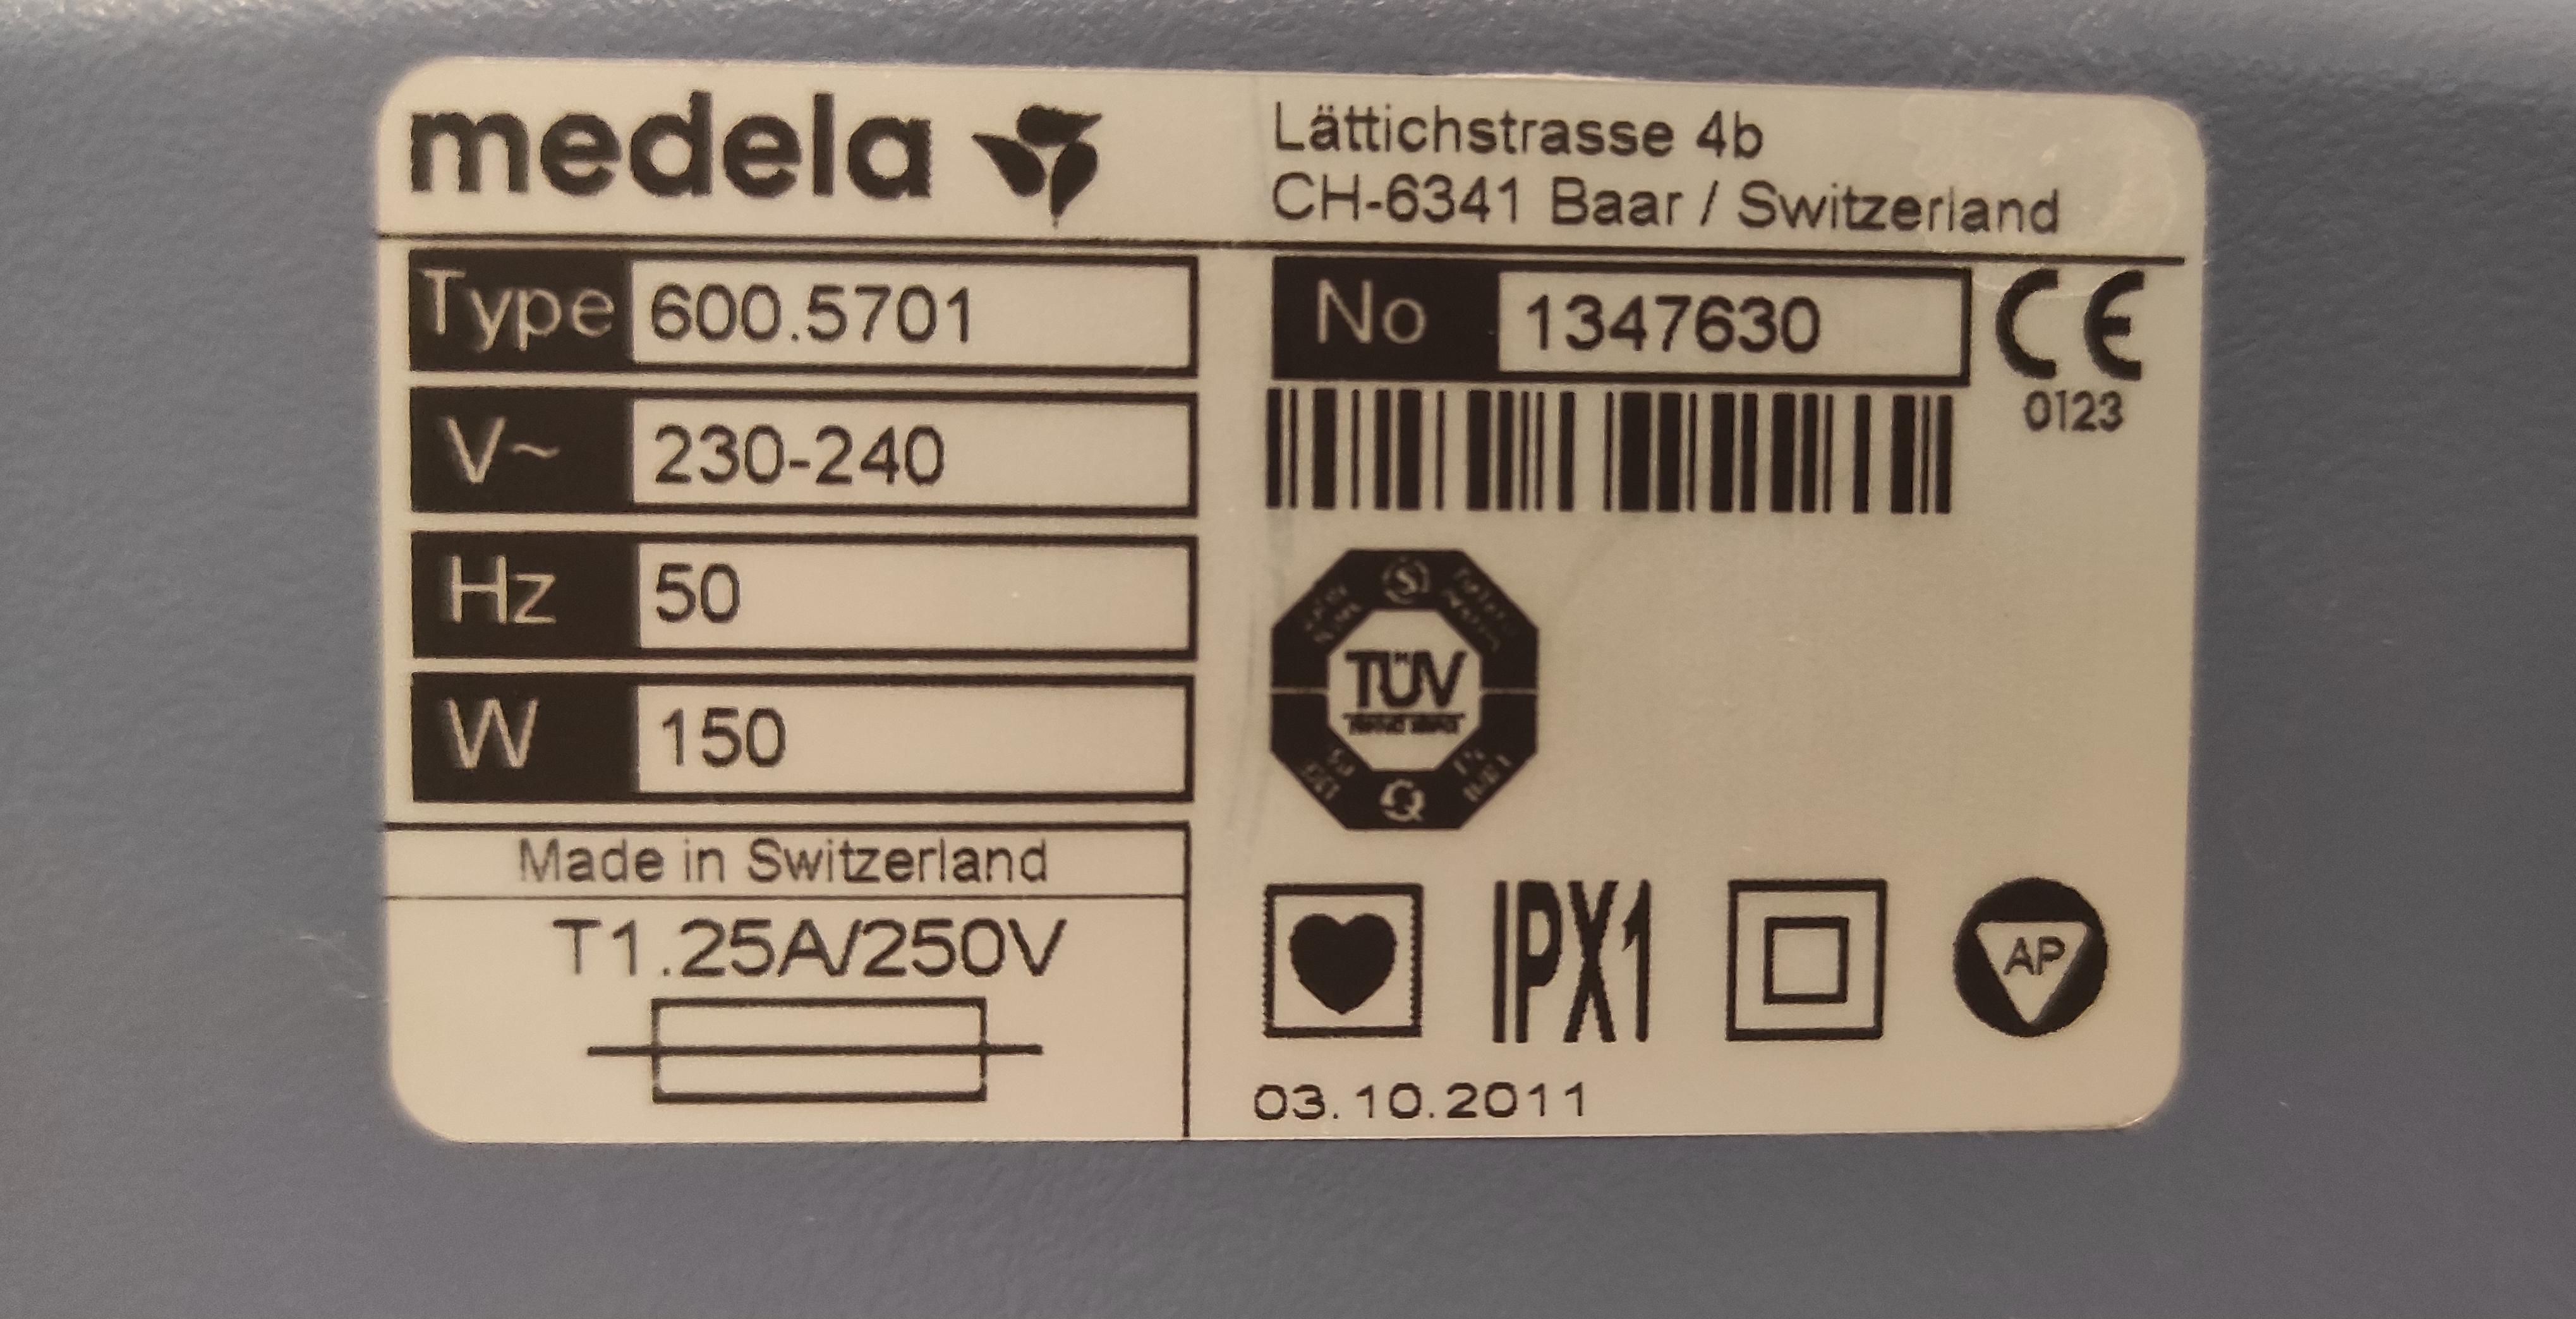 medela
Lättichstrasse 4b
CH-6341 Baar / Switzerland
Type 600.5701
V~ 230-240
Hz 50
W 150
Made in Switzerland
T1.25A/250V
No 1347630
CE
0123
S
TÜV
Q
IPX1
AP
03.10.2011